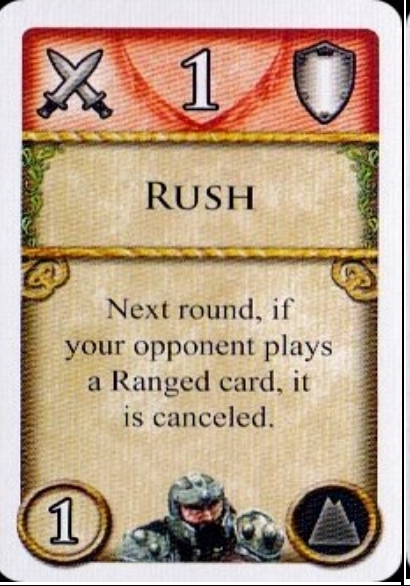 1
RUSH
Next round, if
your opponent plays
a Ranged card, it
is canceled.
1